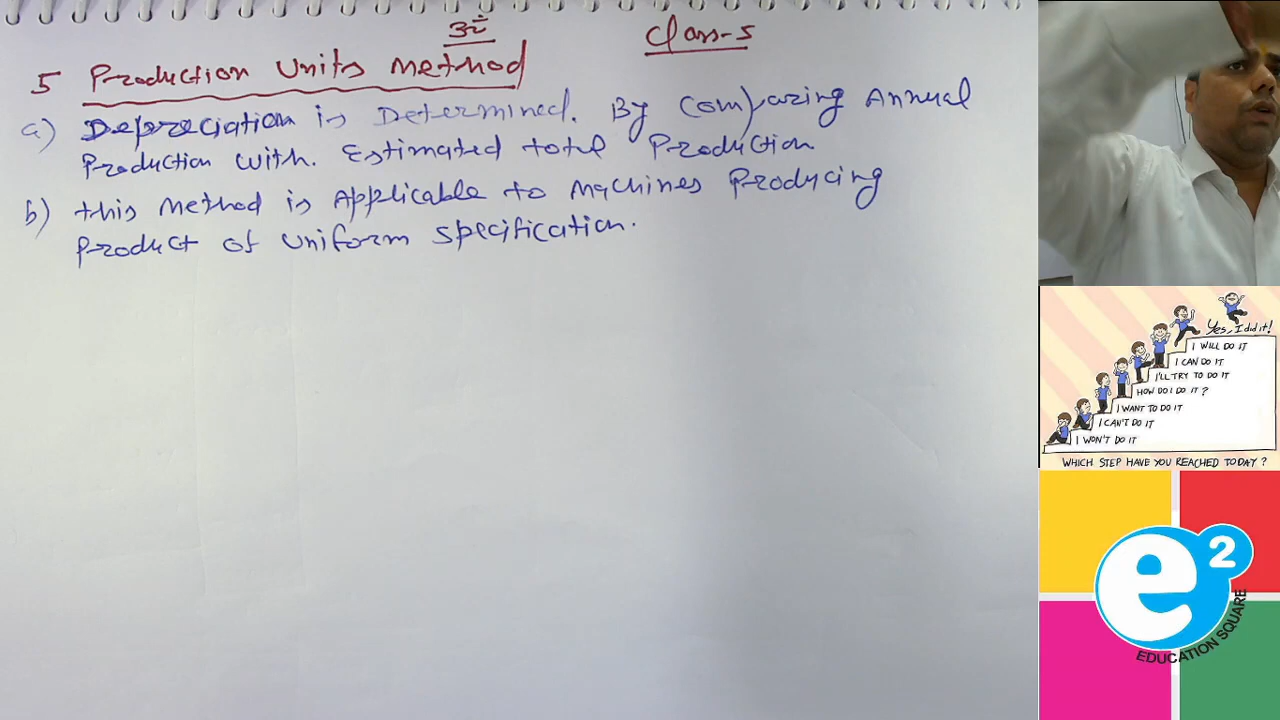 Class-5
5 Production Units Method
a) Depreciation is Determined. By Comparing Annual
Production with. Estimated total Production
b) this Method is Applicable to Machines Producing
Product of Uniform Specification.
Yes, I did it!
I WILL DO IT
I CAN DO IT
I'LL TRY TO DO IT
HOW DO I DO IT?
I WANT TO DO IT
I CAN'T DO IT
I WON'T DO IT
WHICH STEP HAVE YOU REACHED TODAY?
e2
EDUCATION SQUARE